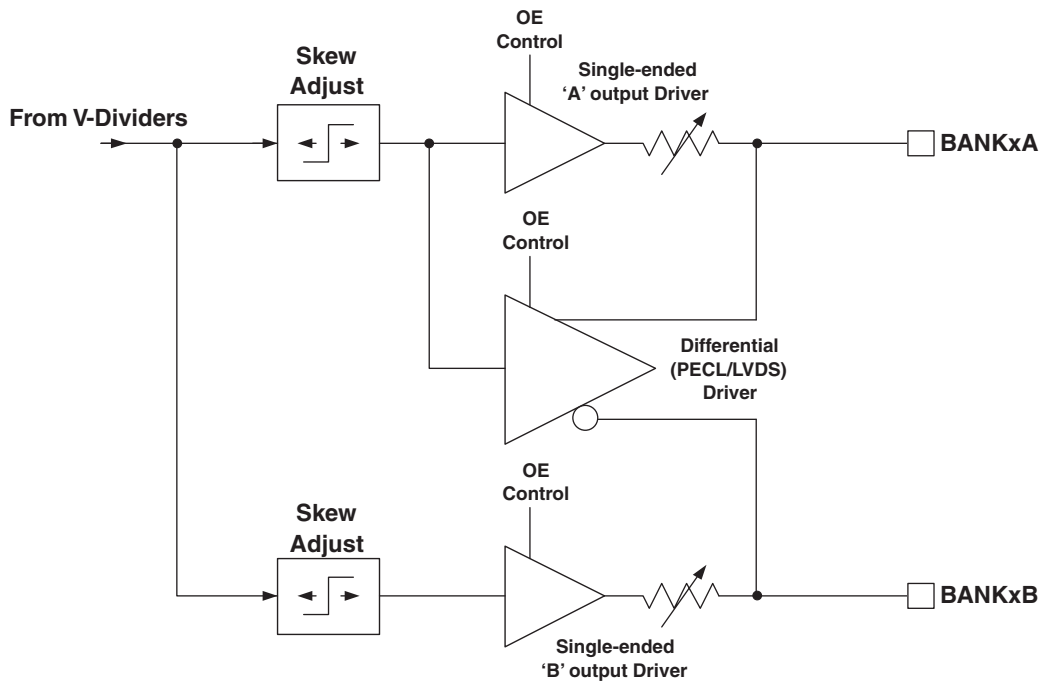 OE
Control
Skew
Adjust
Single-ended
‘A’ output Driver
From V-Dividers
BANKxA
OE
Control
Differential
(PECL/LVDS)
Driver
OE
Control
Skew
Adjust
BANKxB
Single-ended
‘B’ output Driver